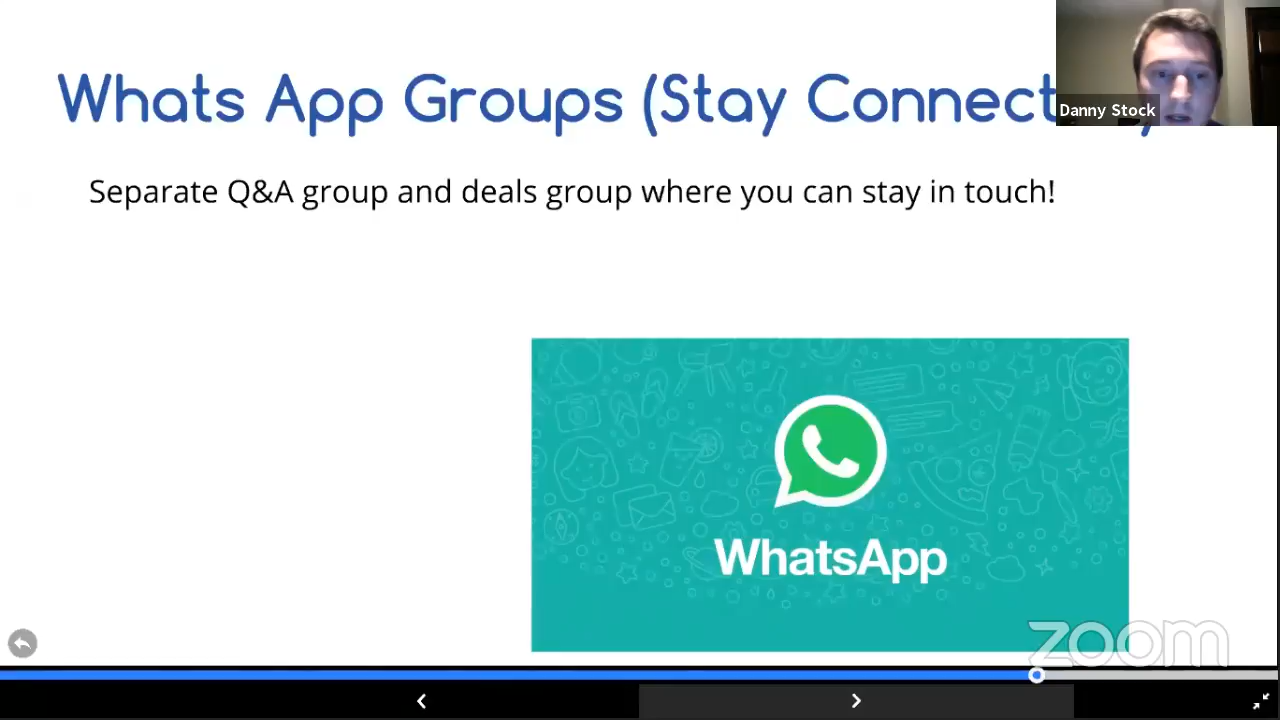 Whats App Groups (Stay Connect
Danny Stock
Separate Q&A group and deals group where you can stay in touch!
WhatsApp
zoom